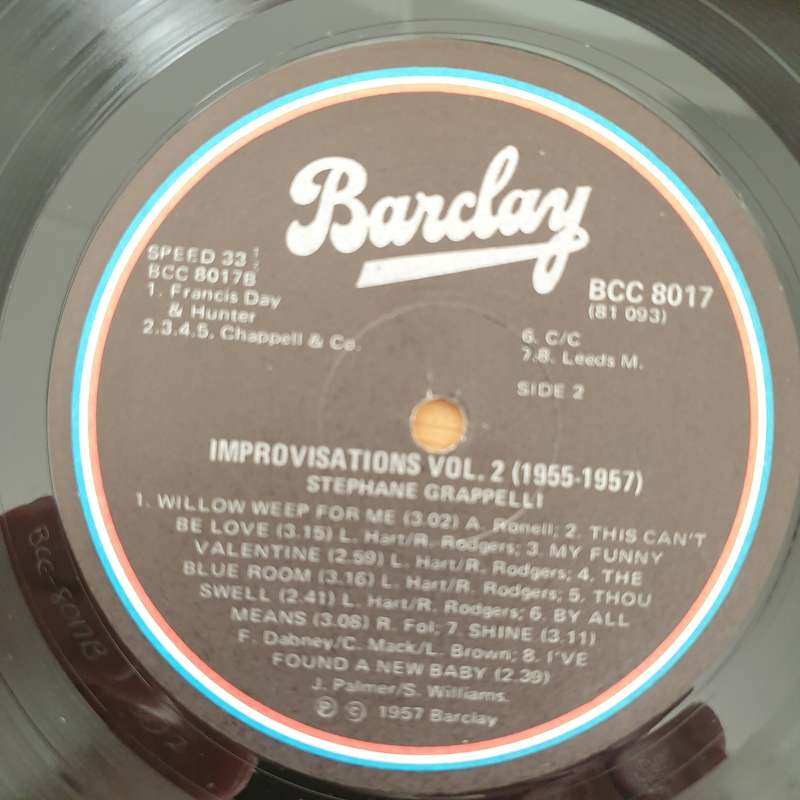 Barclay
SPEED 33 1/3
BCC 8017B
1. Francis Day
& Hunter
2.3.4.5. Chappell & Co.
BCC 8017
(81 093)
6. C/C
7.8. Leeds M.
SIDE 2
IMPROVISATIONS VOL. 2 (1955-1957)
STEPHANE GRAPPELLI
1. WILLOW WEEP FOR ME (3.02) A. Ronell; 2. THIS CAN'T
BE LOVE (3.15) L. Hart/R. Rodgers; 3. MY FUNNY
VALENTINE (2.59) L. Hart/R. Rodgers; 4. THE
BLUE ROOM (3.16) L. Hart/R. Rodgers; 5. THOU
SWELL (2.41) L. Hart/R. Rodgers; 6. BY ALL
MEANS (3.08) R. Fol; 7. SHINE (3.11)
F. Dabney/C. Mack/L. Brown; 8. I'VE
FOUND A NEW BABY (2.39)
J. Palmer/S. Williams.
Ⓟ © 1957 Barclay
BCC-8017B